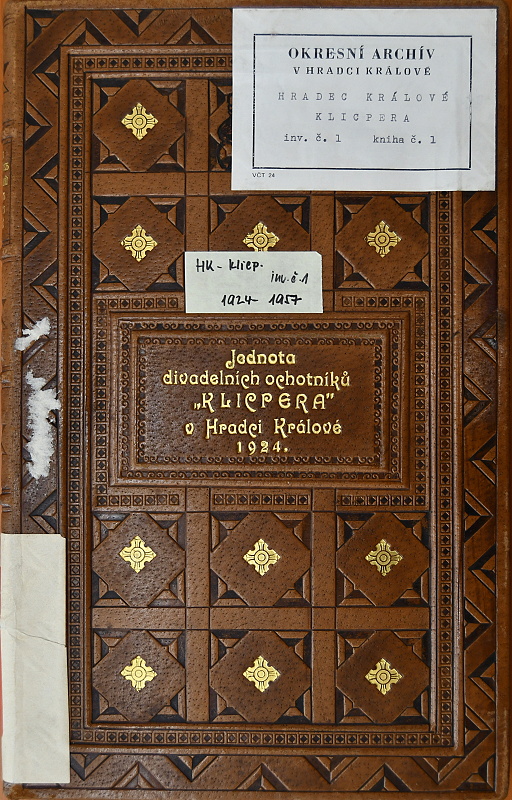 OKRESNÍ ARCHÍV
V HRADCI KRÁLOVÉ
HRADEC KRÁLOVÉ
KLICPERA
inv. č. 1 kniha č. 1
VČT 24
HK - kliep.
inv. č 1
1924 - 1957
Jednota
divadelních ochotníků
„KLICPERA"
v Hradci Králové
1924.